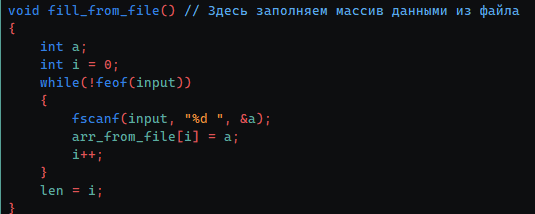 void fill_from_file() // Здесь заполняем массив данными из файла
{
    int a;
    int i = 0;
    while(!feof(input))
    {
        fscanf(input, "%d ", &a);
        arr_from_file[i] = a;
        i++;
    }
    len = i;
}